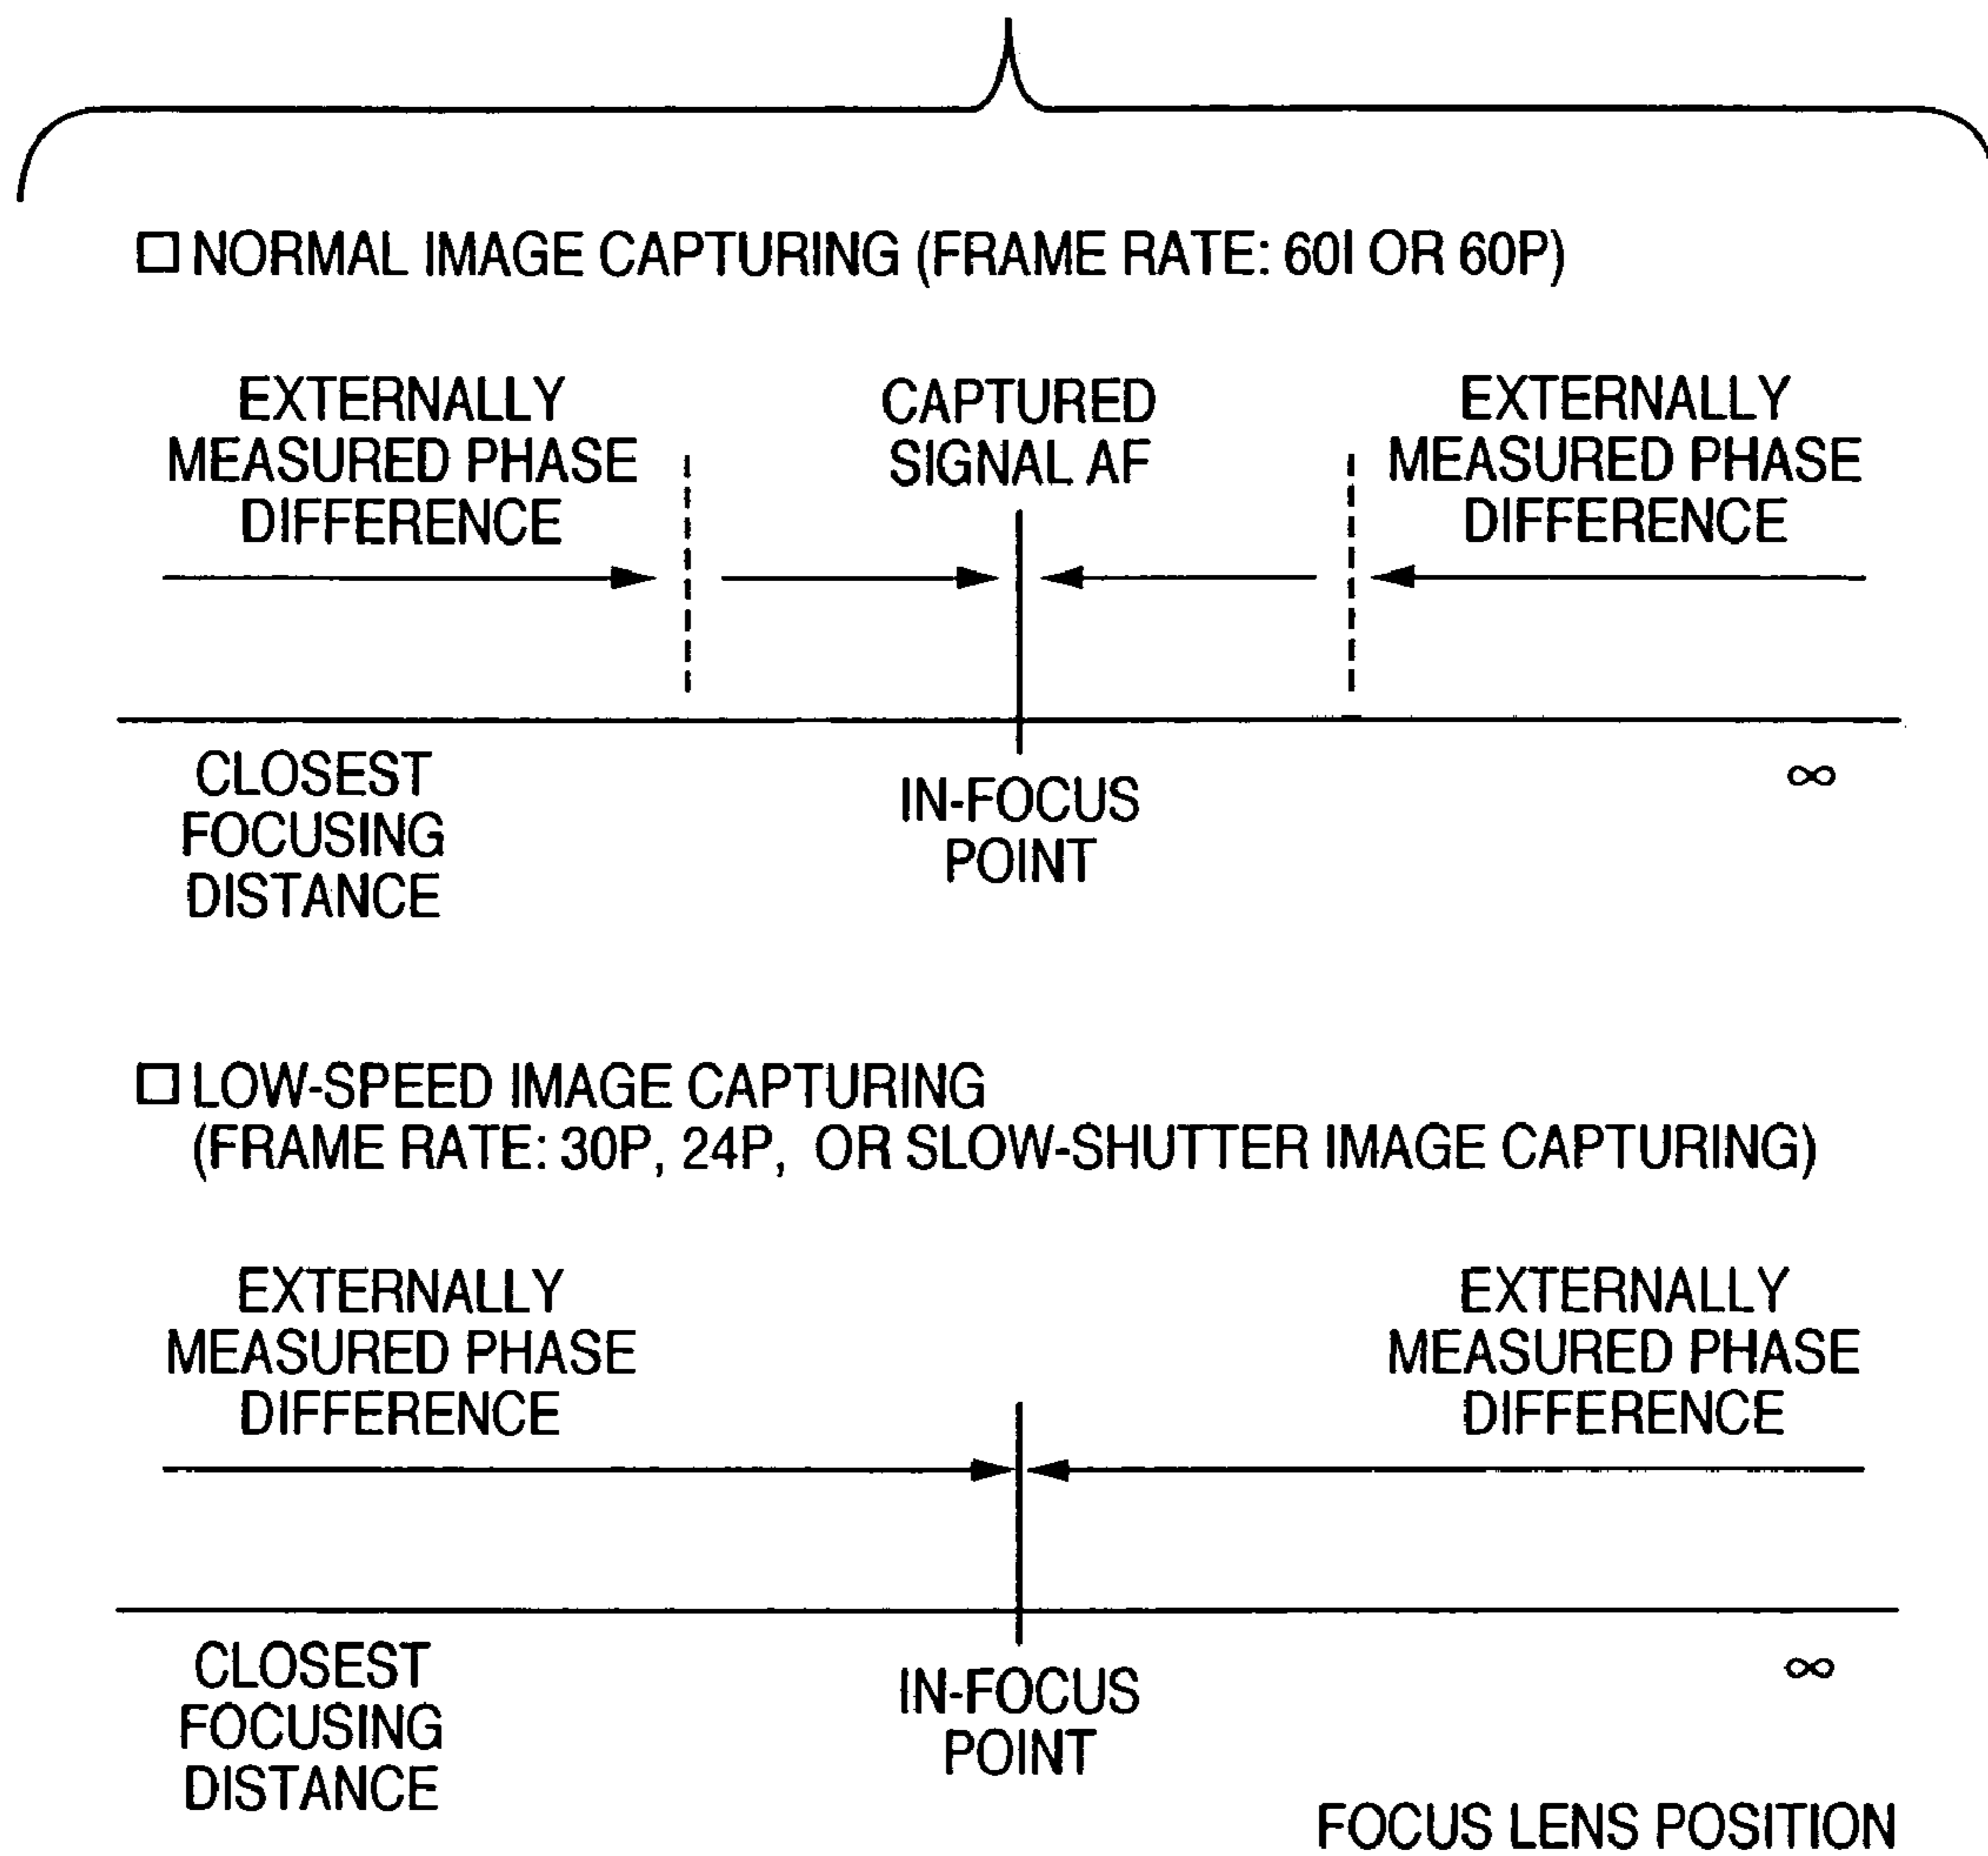 □ NORMAL IMAGE CAPTURING (FRAME RATE: 60I OR 60P)
EXTERNALLY
MEASURED PHASE
DIFFERENCE
CAPTURED
SIGNAL AF
EXTERNALLY
MEASURED PHASE
DIFFERENCE
CLOSEST
FOCUSING
DISTANCE
IN-FOCUS
POINT
∞
□ LOW-SPEED IMAGE CAPTURING
(FRAME RATE: 30P, 24P, OR SLOW-SHUTTER IMAGE CAPTURING)
EXTERNALLY
MEASURED PHASE
DIFFERENCE
EXTERNALLY
MEASURED PHASE
DIFFERENCE
CLOSEST
FOCUSING
DISTANCE
IN-FOCUS
POINT
∞
FOCUS LENS POSITION